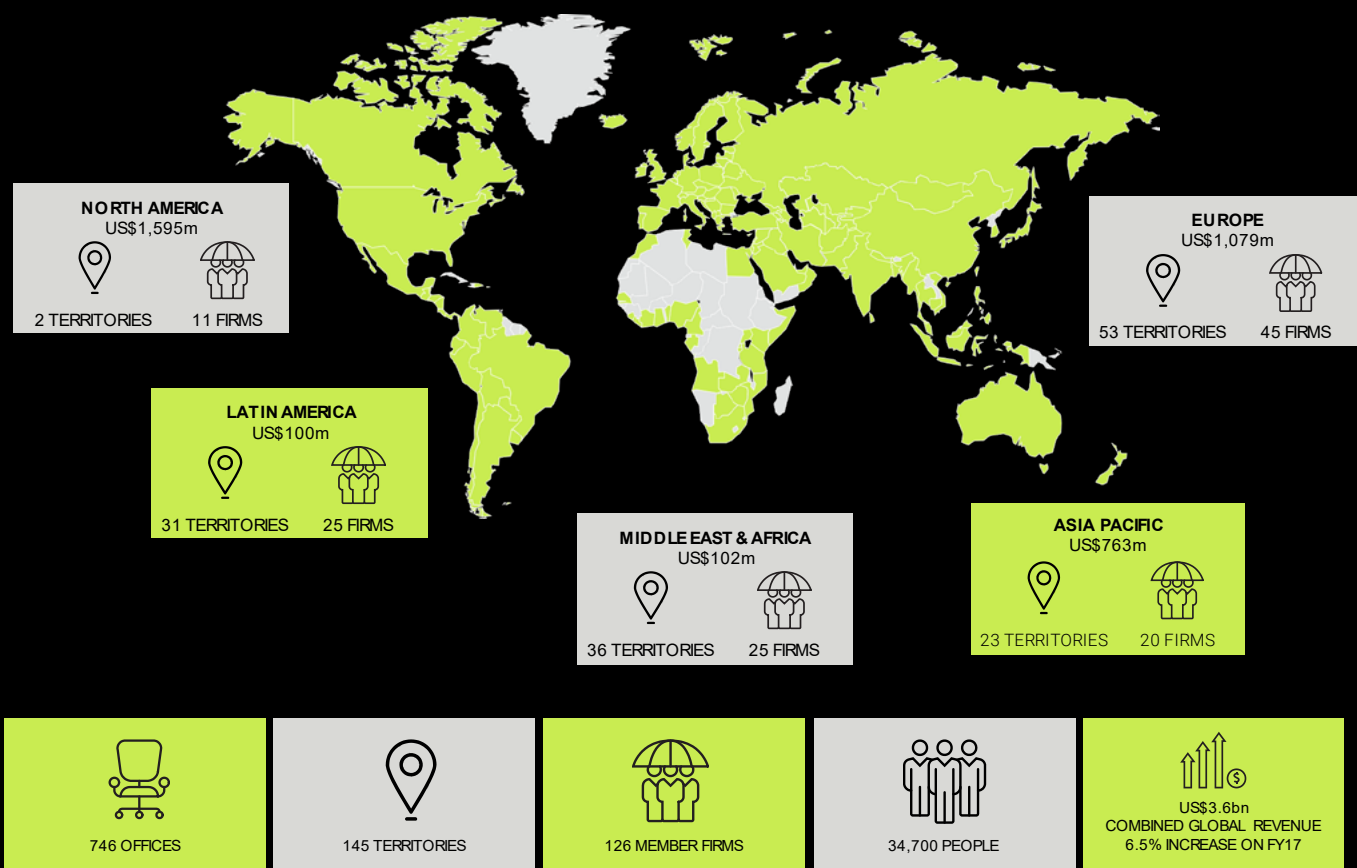 NORTH AMERICA
US$1,595m
2 TERRITORIES
11 FIRMS
EUROPE
US$1,079m
53 TERRITORIES
45 FIRMS
LATIN AMERICA
US$100m
31 TERRITORIES
25 FIRMS
MIDDLE EAST & AFRICA
US$102m
36 TERRITORIES
25 FIRMS
ASIA PACIFIC
US$763m
23 TERRITORIES
20 FIRMS
746 OFFICES
145 TERRITORIES
126 MEMBER FIRMS
34,700 PEOPLE
$
US$3.6bn
COMBINED GLOBAL REVENUE
6.5% INCREASE ON FY17